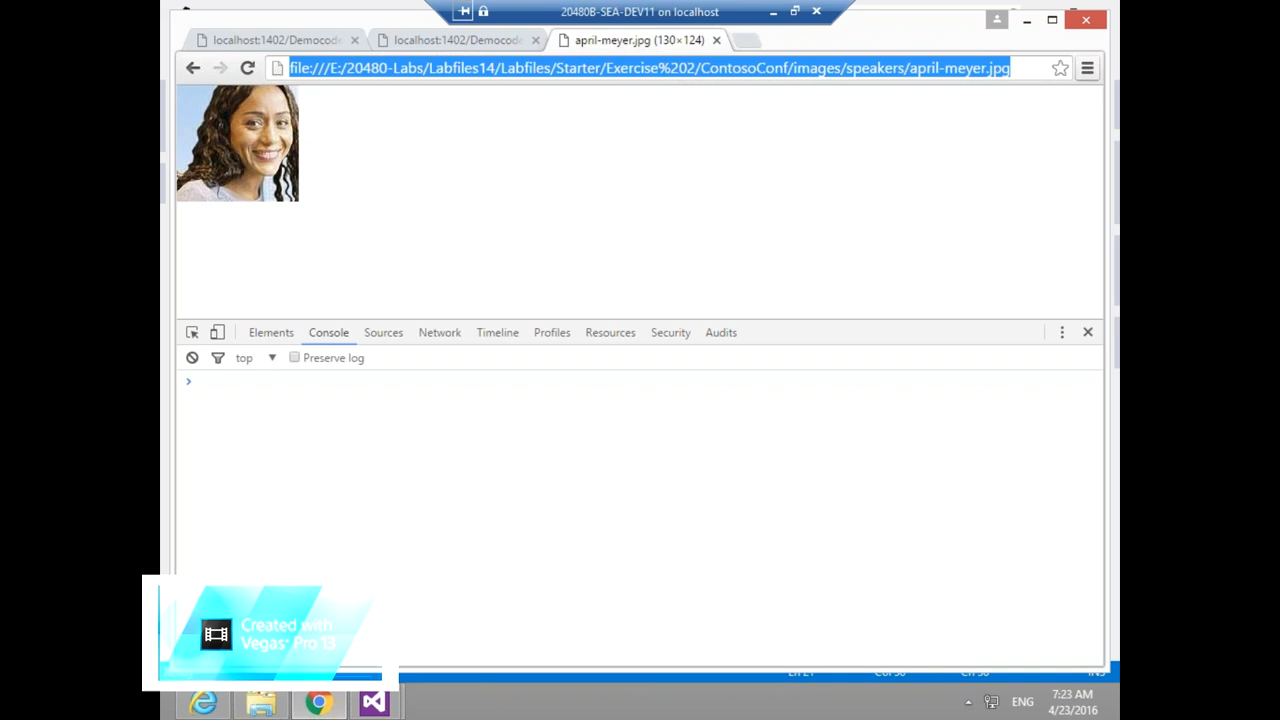 20480B-SEA-DEV11 on localhost
localhost:1402/Democode
localhost:1402/Democode
april-meyer.jpg (130×124)
file:///E:/20480-Labs/Labfiles14/Labfiles/Starter/Exercise%202/ContosoConf/images/speakers/april-meyer.jpg
Elements Console Sources Network Timeline Profiles Resources Security Audits
top Preserve log
Created with
Vegas Pro 13
ENG
7:23 AM
4/23/2016